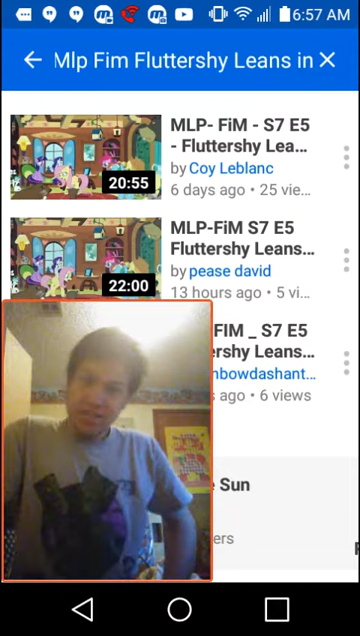 6:57 AM
Mlp Fim Fluttershy Leans in
MLP- FiM - S7 E5
- Fluttershy Lea...
by Coy Leblanc
6 days ago • 25 vie...
20:55
MLP-FiM S7 E5
Fluttershy Leans...
by pease david
13 hours ago • 5 vi...
22:00
FIM _ S7 E5
ershy Leans...
nbowdashant...
s ago • 6 views
e Sun
ers